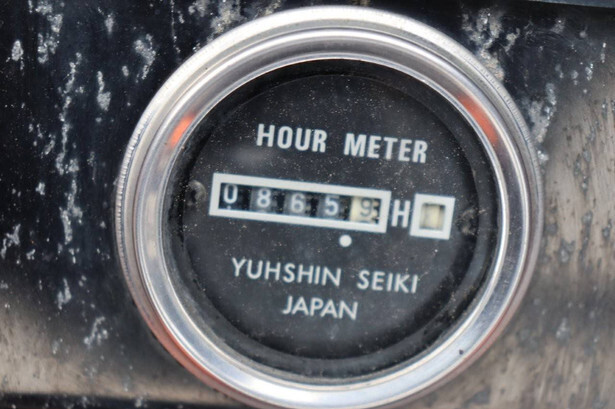 HOUR METER
08659 H
YUHSHIN SEIKI
JAPAN